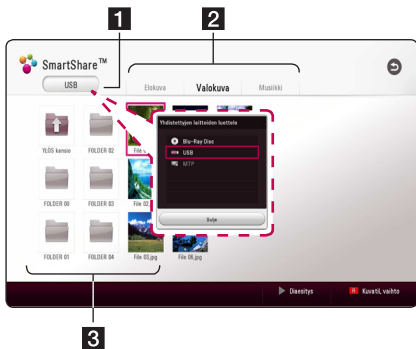 1
2
SmartShare™
USB
Elokuva
Valokuva
Musiikki
Yhdistettyjen laitteiden luettelo
Blu-Ray Disc
USB
MTP
Sulje
YLÖS kansio
FOLDER 02
FOLDER 00
FOLDER 03
File 02.jpg
FOLDER 01
FOLDER 04
File 03.jpg
File 06.jpg
Diaesitys
R Kuvatil. vaihto
3